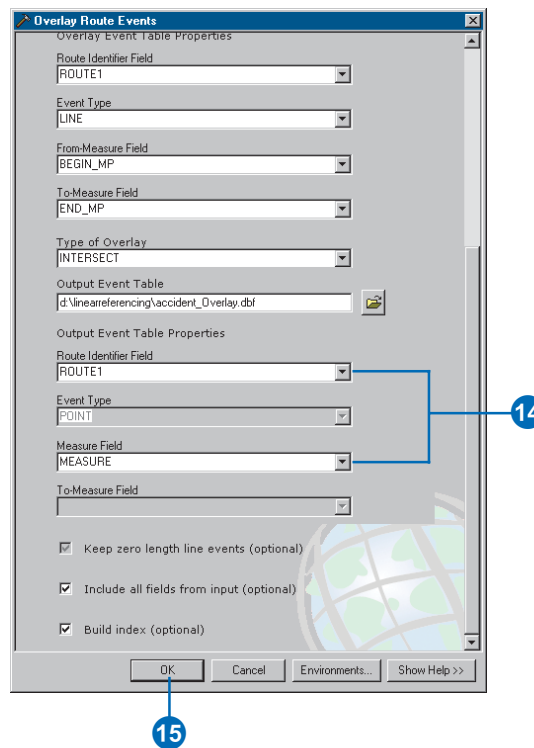 Overlay Route Events
Overlay Event Table Properties
Route Identifier Field
ROUTE1
Event Type
LINE
From-Measure Field
BEGIN_MP
To-Measure Field
END_MP
Type of Overlay
INTERSECT
Output Event Table
d:\linearreferencing\accident_Overlay.dbf
Output Event Table Properties
Route Identifier Field
ROUTE1
14
Event Type
POINT
Measure Field
MEASURE
To-Measure Field
Keep zero length line events (optional)
Include all fields from input (optional)
Build index (optional)
OK Cancel Environments... Show Help >>
15